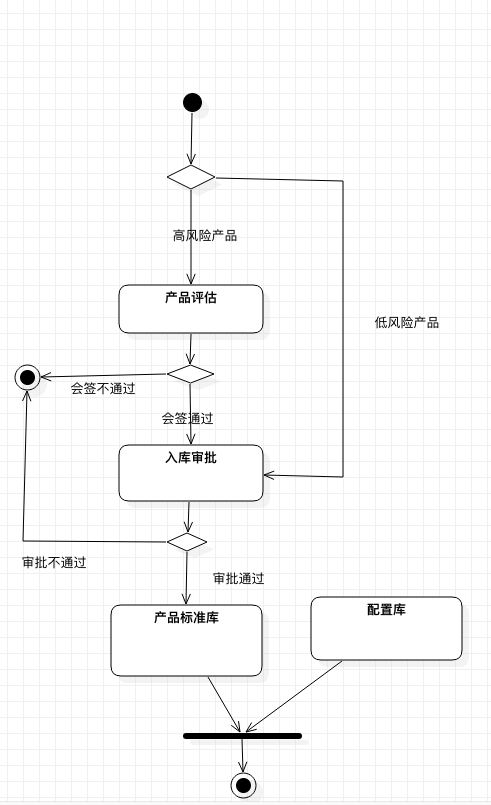 高风险产品
产品评估
低风险产品
会签不通过
会签通过
入库审批
审批不通过
审批通过
产品标准库
配置库